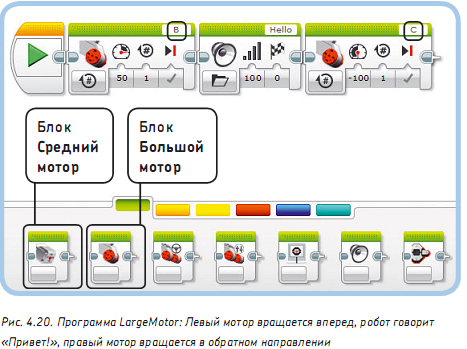 B
Hello
C
#
#
#
50 1
100 0
-100 1
#
Блок
Средний
мотор
Блок
Большой
мотор
Рис. 4.20. Программа LargeMotor: Левый мотор вращается вперед, робот говорит
«Привет!», правый мотор вращается в обратном направлении